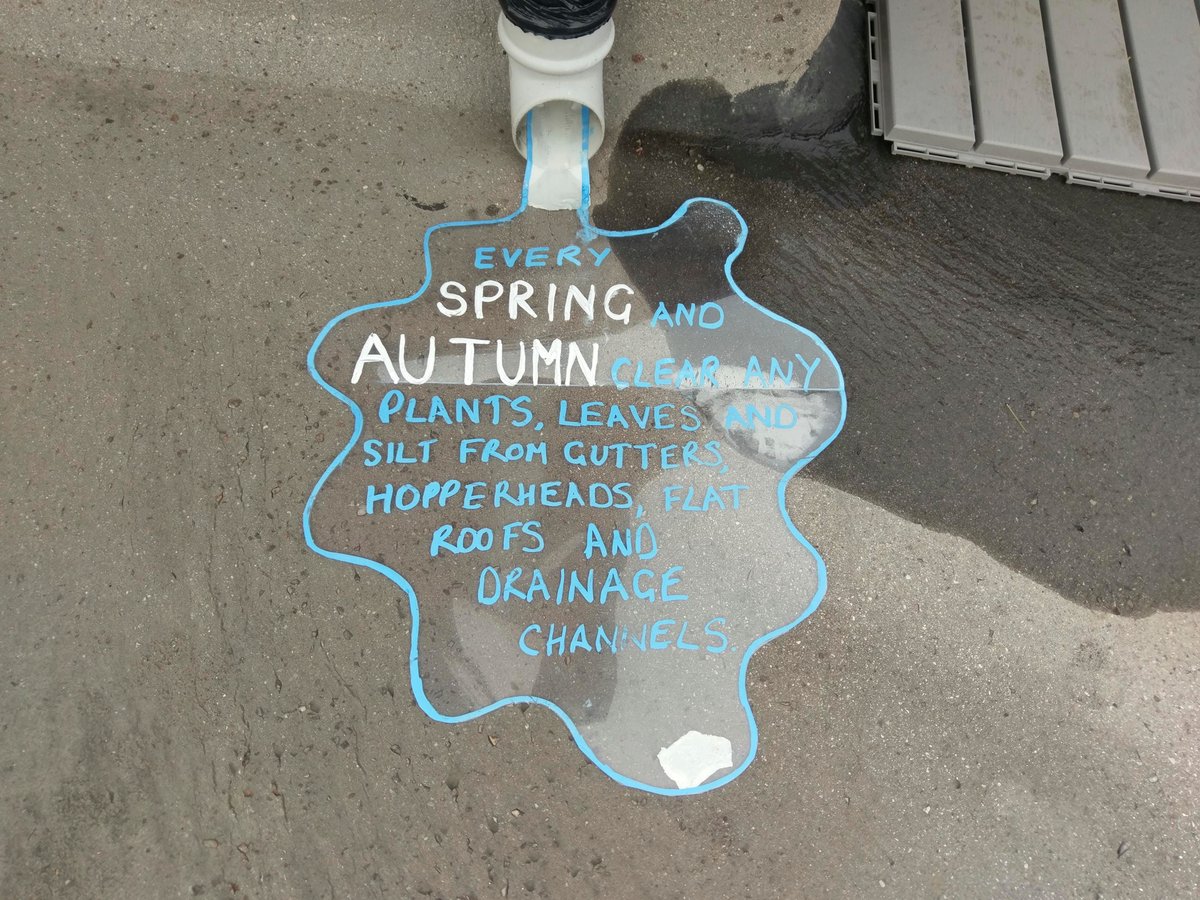 EVERY
SPRING AND
AUTUMN CLEAR ANY
PLANTS, LEAVES AND
SILT FROM GUTTERS,
HOPPERHEADS, FLAT
ROOFS AND
DRAINAGE
CHANNELS.